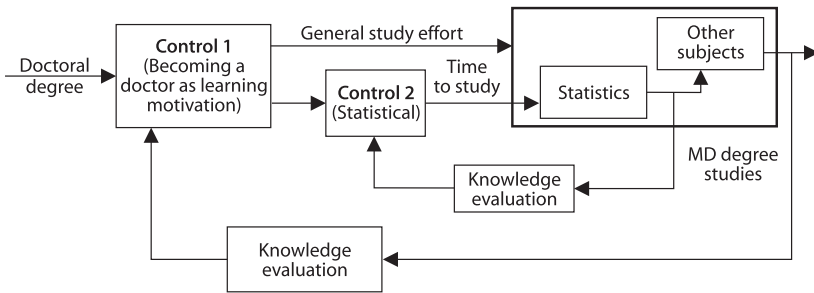 Doctoral
degree
Control 1
(Becoming a
doctor as learning
motivation)
General study effort
Control 2
(Statistical)
Time
to study
Statistics
Other
subjects
MD degree
studies
Knowledge
evaluation
Knowledge
evaluation